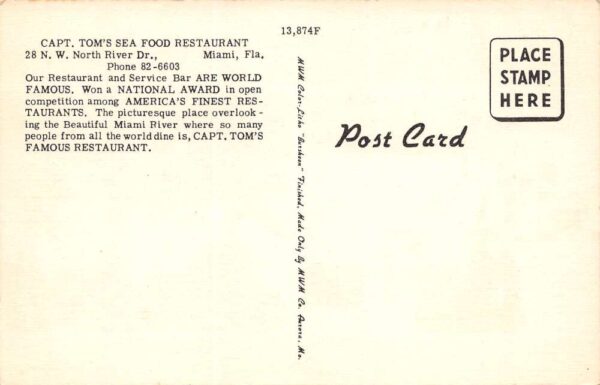 13,874F
CAPT. TOM'S SEA FOOD RESTAURANT
28 N. W. North River Dr., Miami, Fla.
Phone 82-6603
Our Restaurant and Service Bar ARE WORLD
FAMOUS. Won a NATIONAL AWARD in open
competition among AMERICA'S FINEST RES-
TAURANTS. The picturesque place overlook-
ing the Beautiful Miami River where so many
people from all the world dine is, CAPT. TOM'S
FAMOUS RESTAURANT.
MWM Color-Litho "Dursheen" Finished. Made Only By MWM Co. Aurora, Mo.
Post Card
PLACE
STAMP
HERE